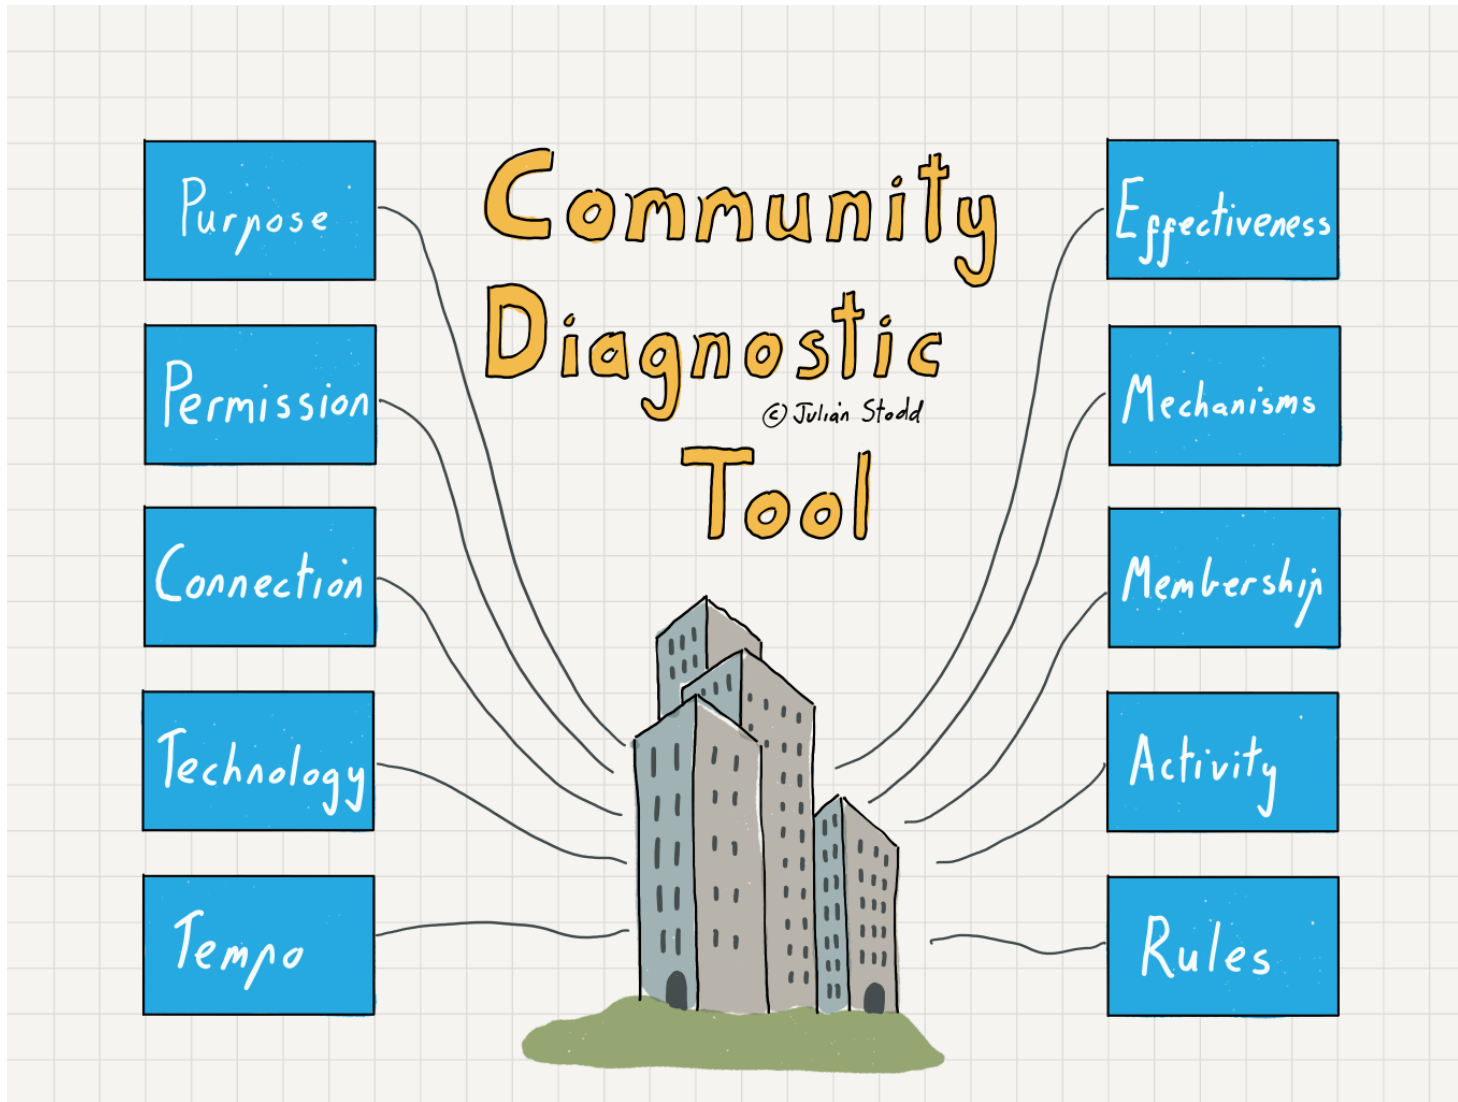 Community
Diagnostic
© Julian Stodd
Tool
Purpose
Permission
Connection
Technology
Tempo
Effectiveness
Mechanisms
Membership
Activity
Rules